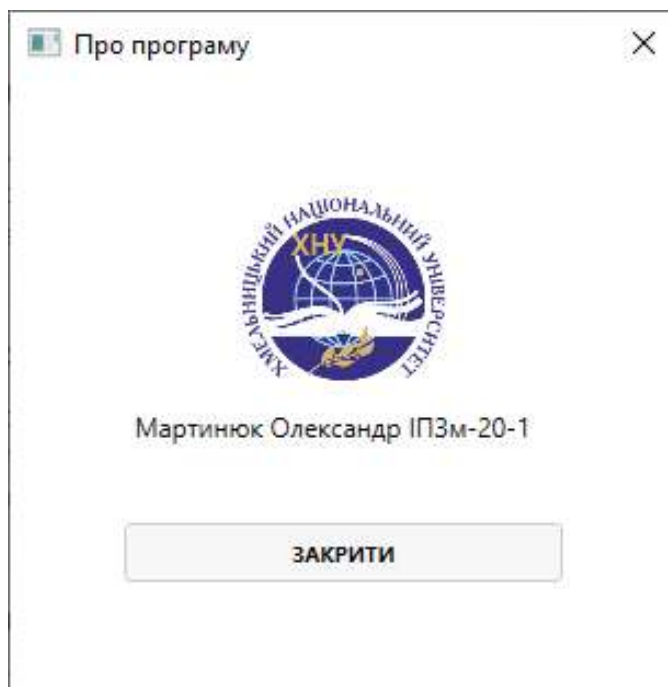 Про програму
ХМЕЛЬНИЦЬКИЙ НАЦІОНАЛЬНИЙ УНІВЕРСИТЕТ
ХНУ
Мартинюк Олександр ІПЗм-20-1
ЗАКРИТИ